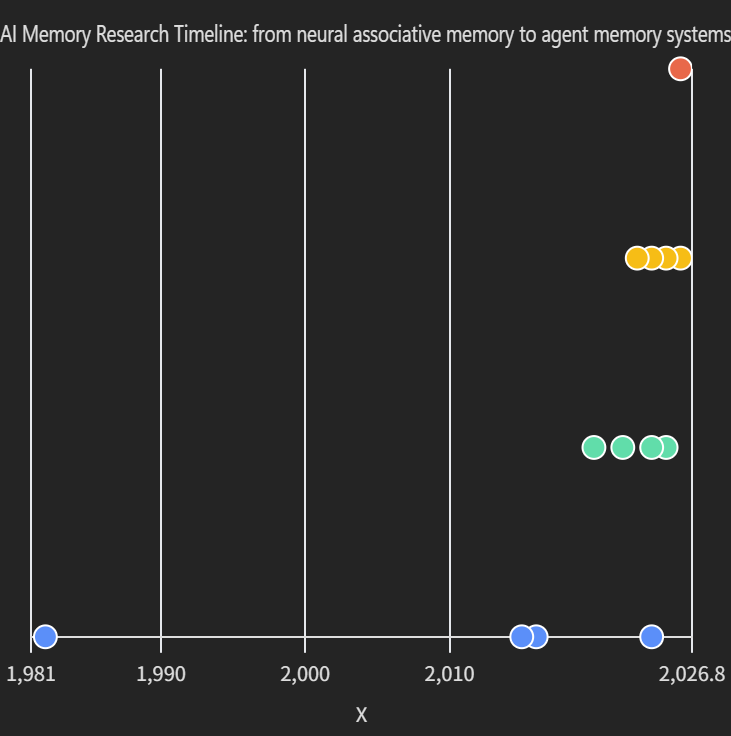 AI Memory Research Timeline: from neural associative memory to agent memory systems
1,981 1,990 2,000 2,010 2,026.8
X